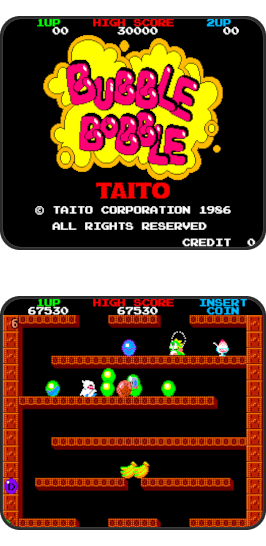 1UP HIGH SCORE 2UP
00 30000 00
BUBBLE
BOBBLE
TAITO
© TAITO CORPORATION 1986
ALL RIGHTS RESERVED
CREDIT 0
1UP HIGH SCORE INSERT
67530 67530 COIN
6
D